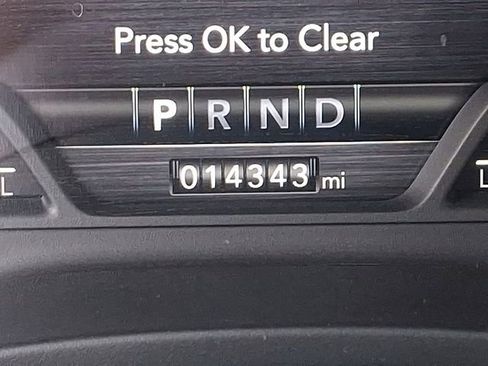 Press OK to Clear
P R N D
L 014343 mi L